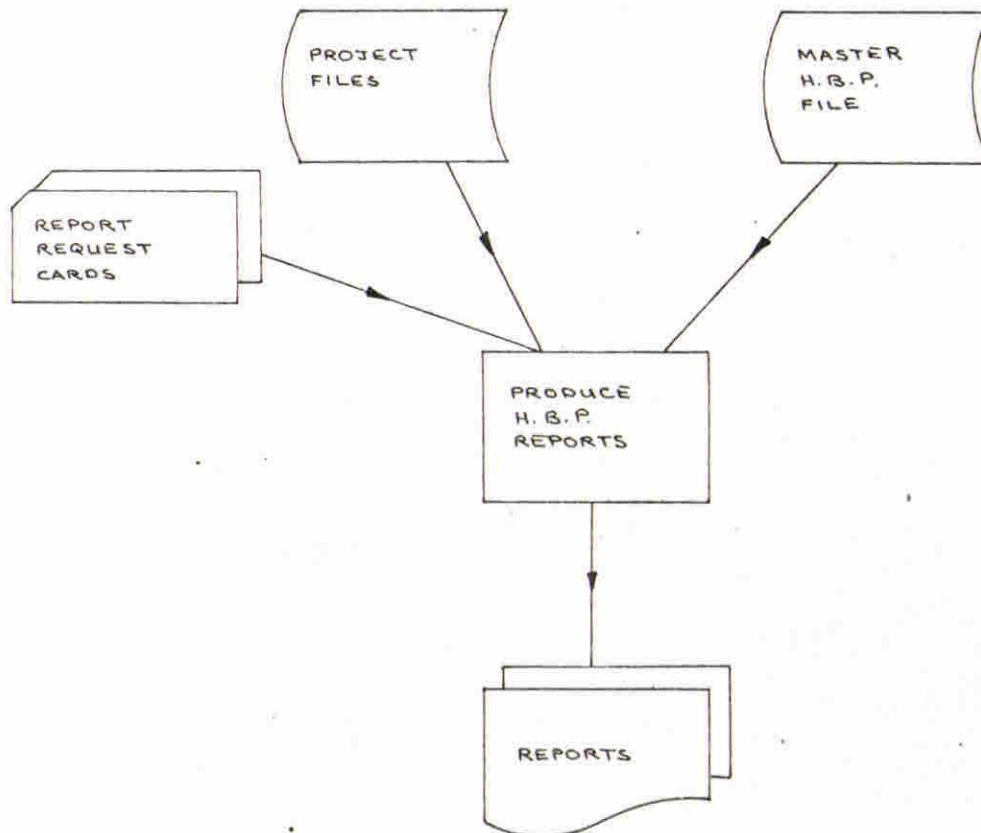 PROJECT
FILES
MASTER
H.B.P.
FILE
REPORT
REQUEST
CARDS
PRODUCE
H.B.P.
REPORTS
REPORTS